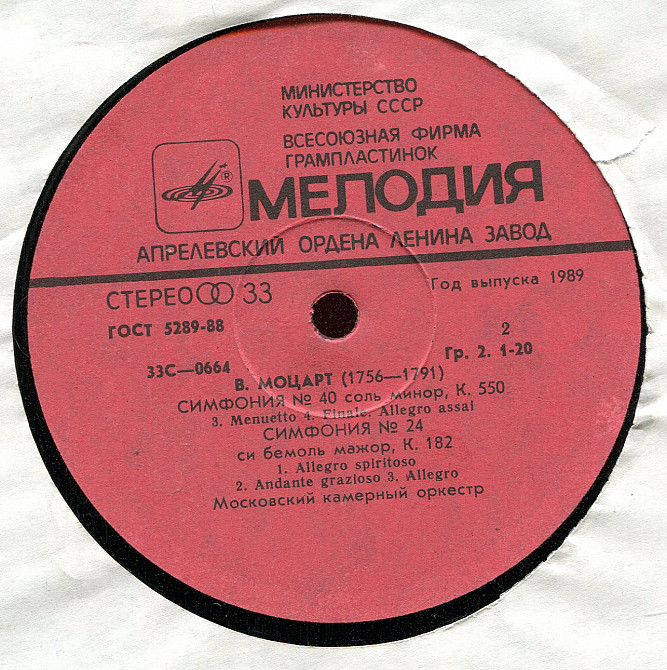 МИНИСТЕРСТВО
КУЛЬТУРЫ СССР
ВСЕСОЮЗНАЯ ФИРМА
ГРАМПЛАСТИНОК
®
МЕЛОДИЯ
АПРЕЛЕВСКИЙ ОРДЕНА ЛЕНИНА ЗАВОД
СТЕРЕО 33
Год выпуска 1989
ГОСТ 5289-88
2
33С—0664
Гр. 2. 1-20
В. МОЦАРТ (1756—1791)
СИМФОНИЯ № 40 соль минор, К. 550
3. Menuetto 4. Finale. Allegro assai
СИМФОНИЯ № 24
си бемоль мажор, К. 182
1. Allegro spiritoso
2. Andante grazioso 3. Allegro
Московский камерный оркестр